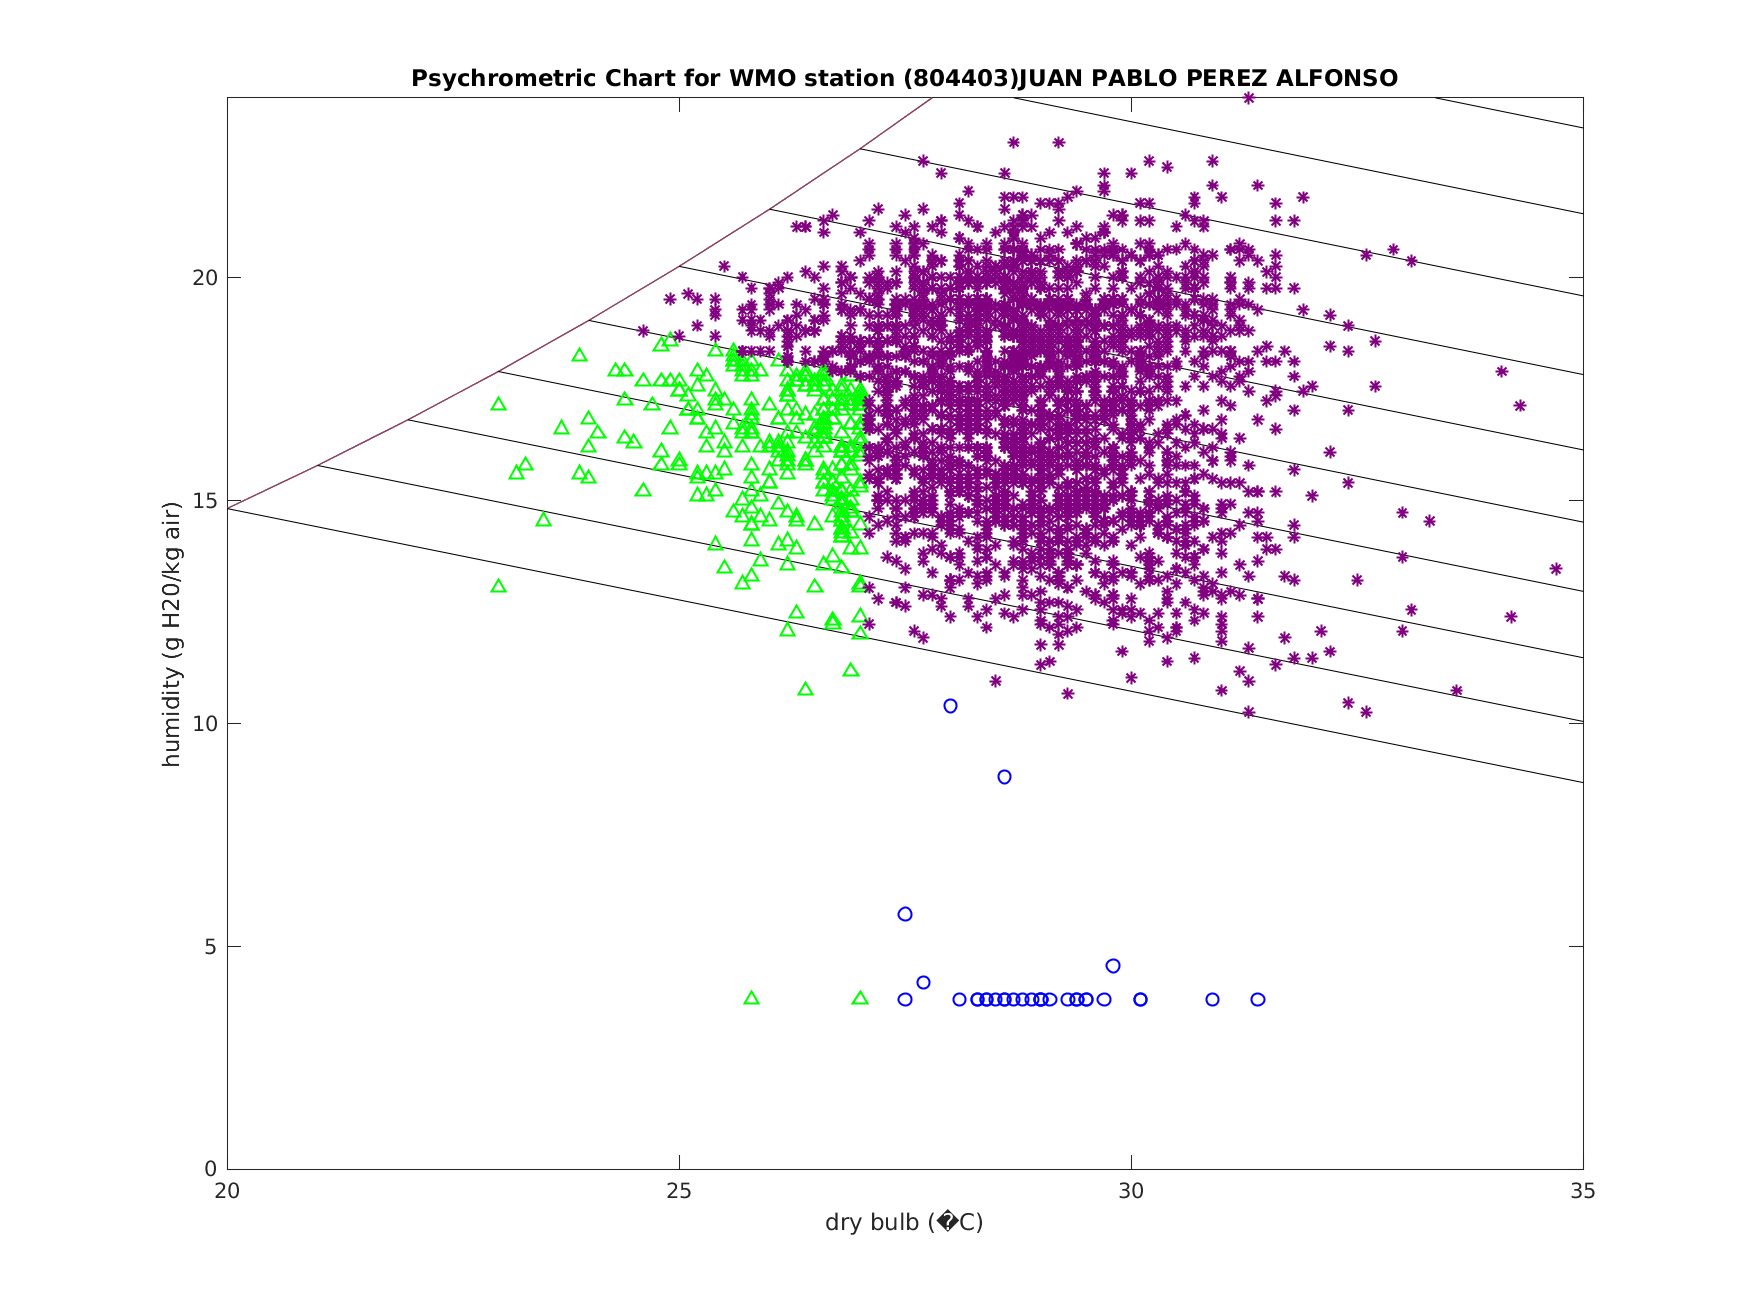 Psychrometric Chart for WMO station (804403)JUAN PABLO PEREZ ALFONSO
humidity (g H20/kg air)
20
15
10
5
0
20 25 30 35
dry bulb (�C)